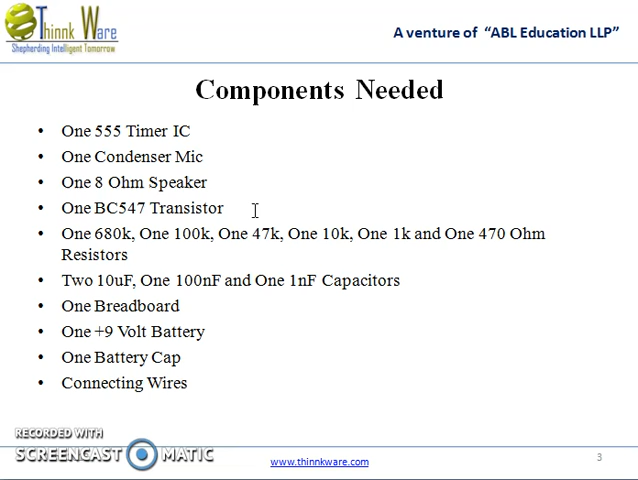 Thinnk Ware
Shepherding Intelligent Tomorrow
A venture of “ABL Education LLP”
Components Needed
• One 555 Timer IC
• One Condenser Mic
• One 8 Ohm Speaker
• One BC547 Transistor
• One 680k, One 100k, One 47k, One 10k, One 1k and One 470 Ohm
Resistors
• Two 10uF, One 100nF and One 1nF Capacitors
• One Breadboard
• One +9 Volt Battery
• One Battery Cap
• Connecting Wires
RECORDED WITH
SCREENCAST MATIC
www.thinnkware.com
3